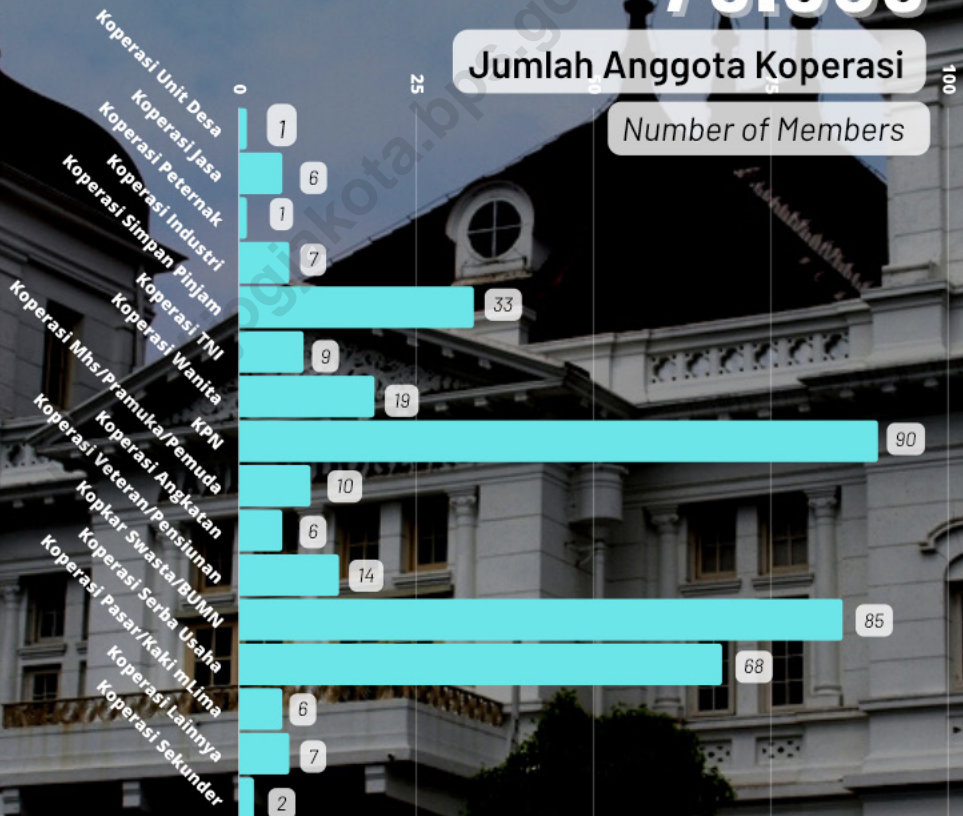 Jumlah Anggota Koperasi
Number of Members
0
25
50
75
100
Koperasi Unit Desa
1
Koperasi Jasa
6
Koperasi Peternak
1
Koperasi Industri
7
Koperasi Simpan Pinjam
33
Koperasi TNI
9
Koperasi Wanita
19
KPN
90
Koperasi Mhs/Pramuka/Pemuda
10
Koperasi Angkatan
6
Koperasi Veteran/Pensiunan
14
Kopkar Swasta/BUMN
85
Koperasi Serba Usaha
68
Koperasi Pasar/Kaki mLima
6
Koperasi Lainnya
7
Koperasi Sekunder
2